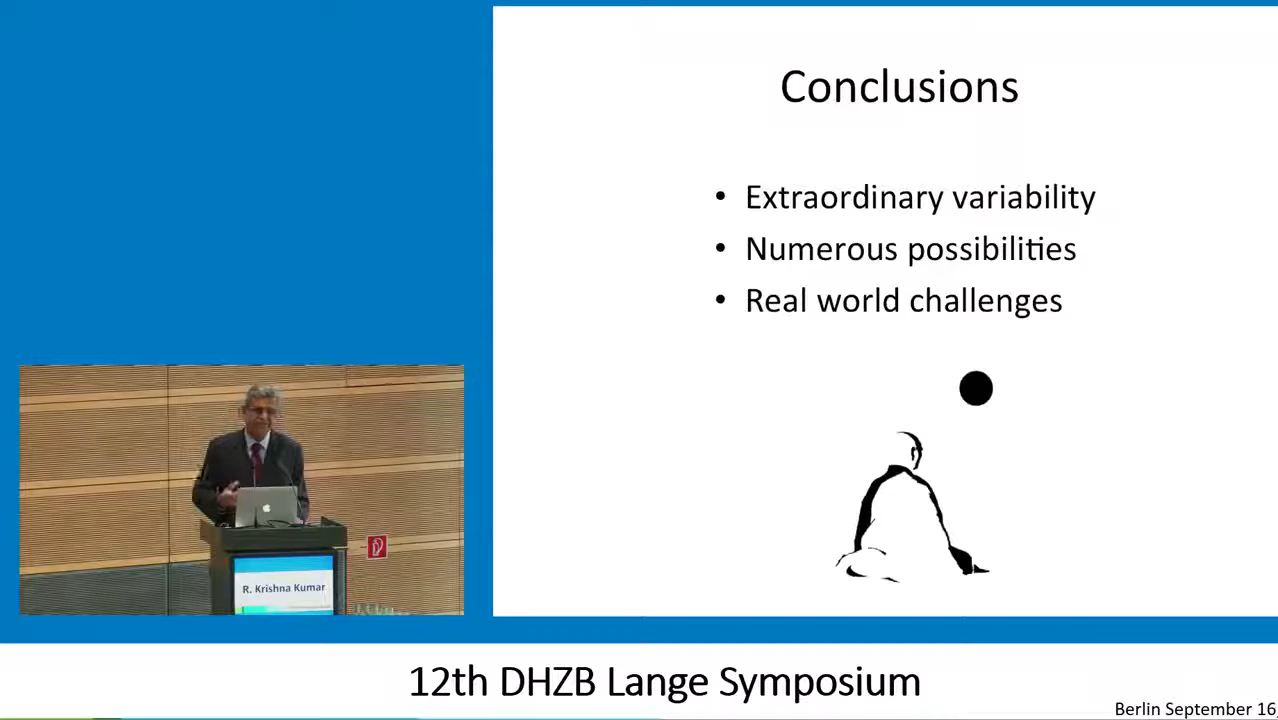 Conclusions
• Extraordinary variability
• Numerous possibilities
• Real world challenges
R. Krishna Kumar
12th DHZB Lange Symposium
Berlin September 16